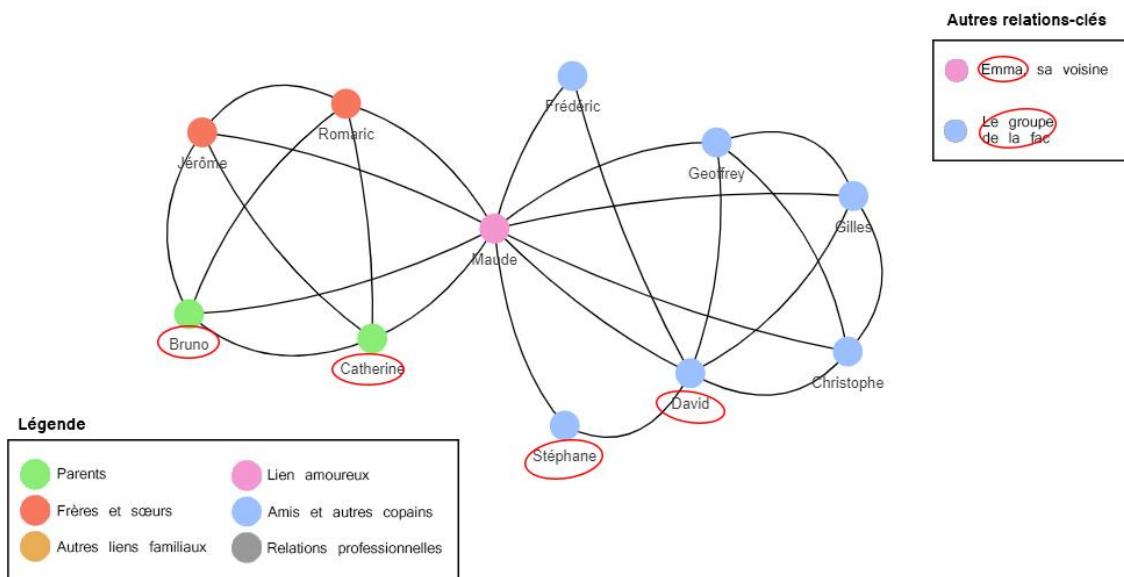 Autres relations-clés
Emma, sa voisine
Le groupe
de la fac
Frédéric
Romaric
Jérôme
Geoffrey
Gilles
Maude
Bruno
Catherine
Christophe
David
Stéphane
Légende
Parents
Lien amoureux
Frères et sœurs
Amis et autres copains
Autres liens familiaux
Relations professionnelles